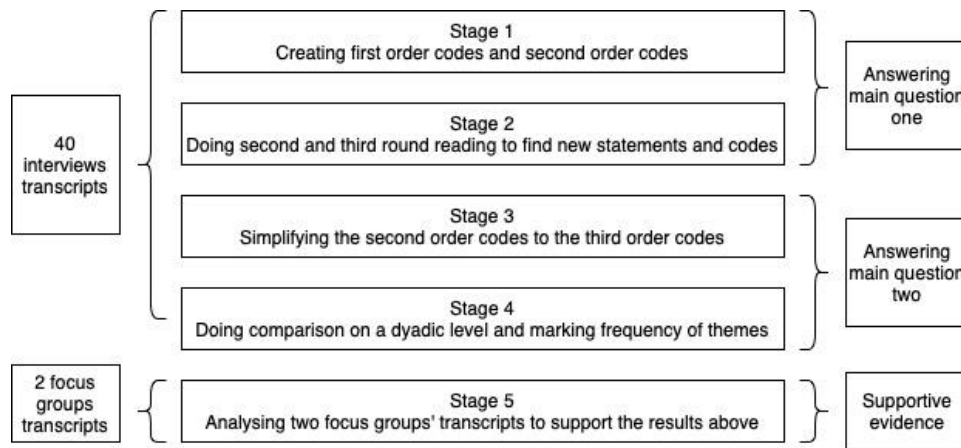 40
interviews
transcripts
Stage 1
Creating first order codes and second order codes
Stage 2
Doing second and third round reading to find new statements and codes
Answering
main question
one
Stage 3
Simplifying the second order codes to the third order codes
Stage 4
Doing comparison on a dyadic level and marking frequency of themes
Answering
main question
two
2 focus
groups
transcripts
Stage 5
Analysing two focus groups' transcripts to support the results above
Supportive
evidence